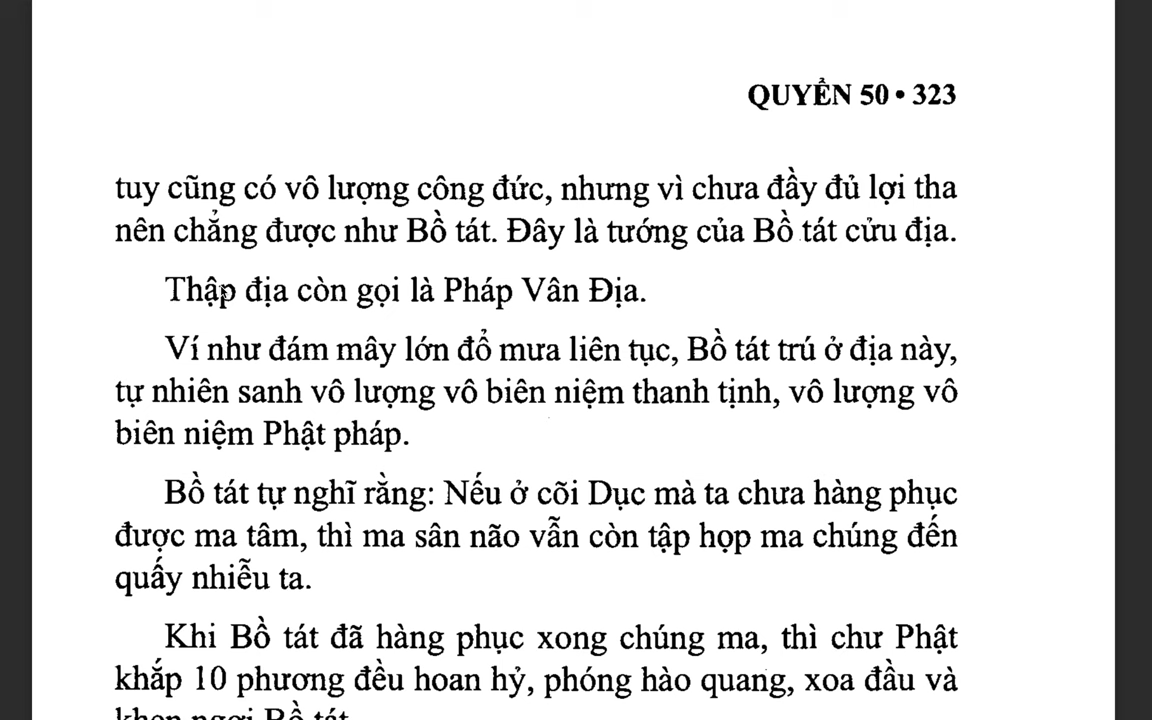 QUYỂN 50 • 323
tuy cũng có vô lượng công đức, nhưng vì chưa đầy đủ lợi tha
nên chẳng được như Bồ tát. Đây là tướng của Bồ tát cửu địa.
Thập địa còn gọi là Pháp Vân Địa.
Ví như đám mây lớn đổ mưa liên tục, Bồ tát trú ở địa này,
tự nhiên sanh vô lượng vô biên niệm thanh tịnh, vô lượng vô
biên niệm Phật pháp.
Bồ tát tự nghĩ rằng: Nếu ở cõi Dục mà ta chưa hàng phục
được ma tâm, thì ma sân não vẫn còn tập họp ma chúng đến
quấy nhiễu ta.
Khi Bồ tát đã hàng phục xong chúng ma, thì chư Phật
khắp 10 phương đều hoan hỷ, phóng hào quang, xoa đầu và
khen ngợi Bồ tát